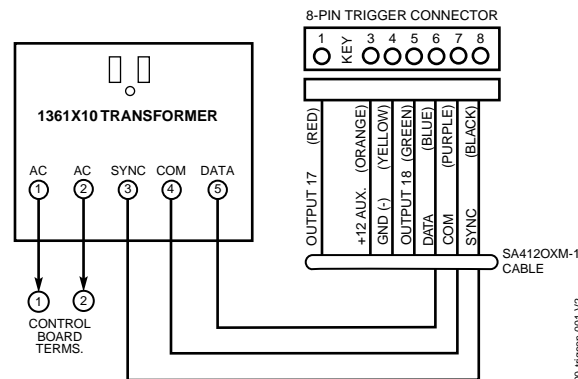 8-PIN TRIGGER CONNECTOR
1 KEY 3 4 5 6 7 8
1361X10 TRANSFORMER
AC AC SYNC COM DATA
1 2 3 4 5
(RED)
(ORANGE)
(YELLOW)
(GREEN)
(BLUE)
(PURPLE)
(BLACK)
OUTPUT 17
+12 AUX.
GND (-)
OUTPUT 18
DATA
COM
SYNC
SA412OXM-1
CABLE
1 2
CONTROL
BOARD
TERMS.